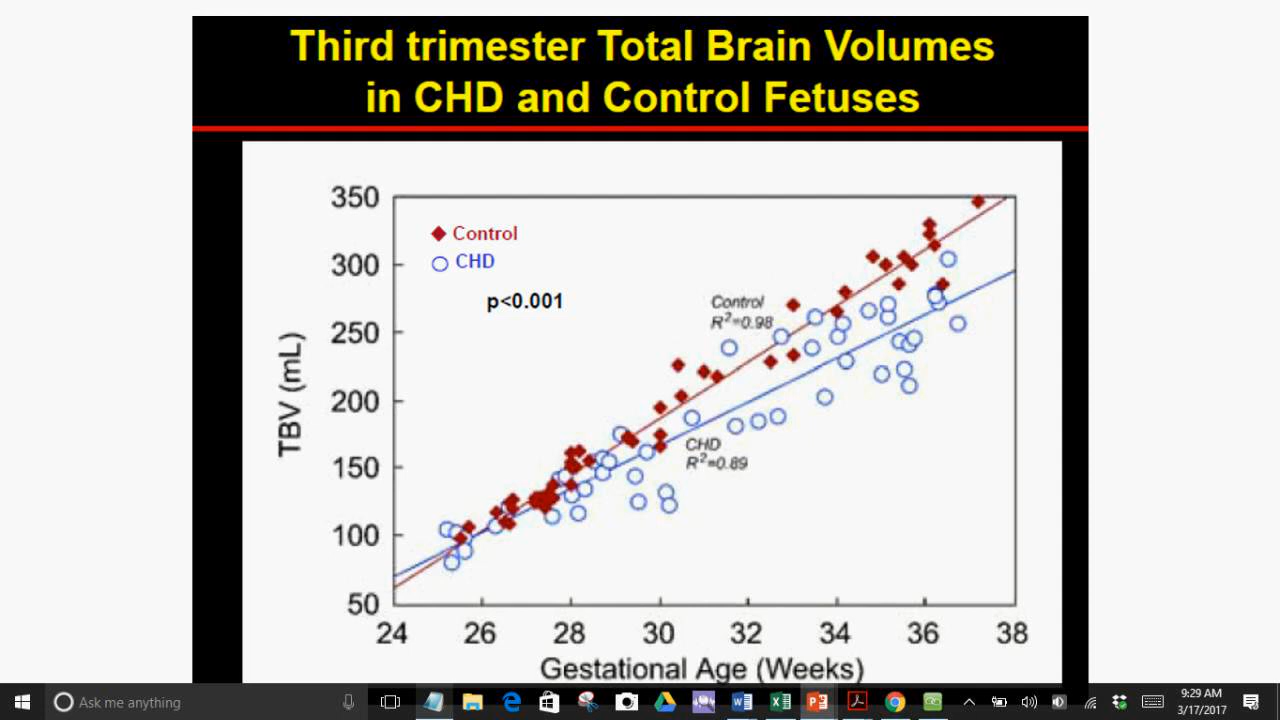 Third trimester Total Brain Volumes
in CHD and Control Fetuses
350
300
250
200
150
100
50
TBV (mL)
Control
CHD
p<0.001
Control
R²=0.98
CHD
R²=0.89
24 26 28 30 32 34 36 38
Gestational Age (Weeks)
Ask me anything
9:29 AM
3/17/2017